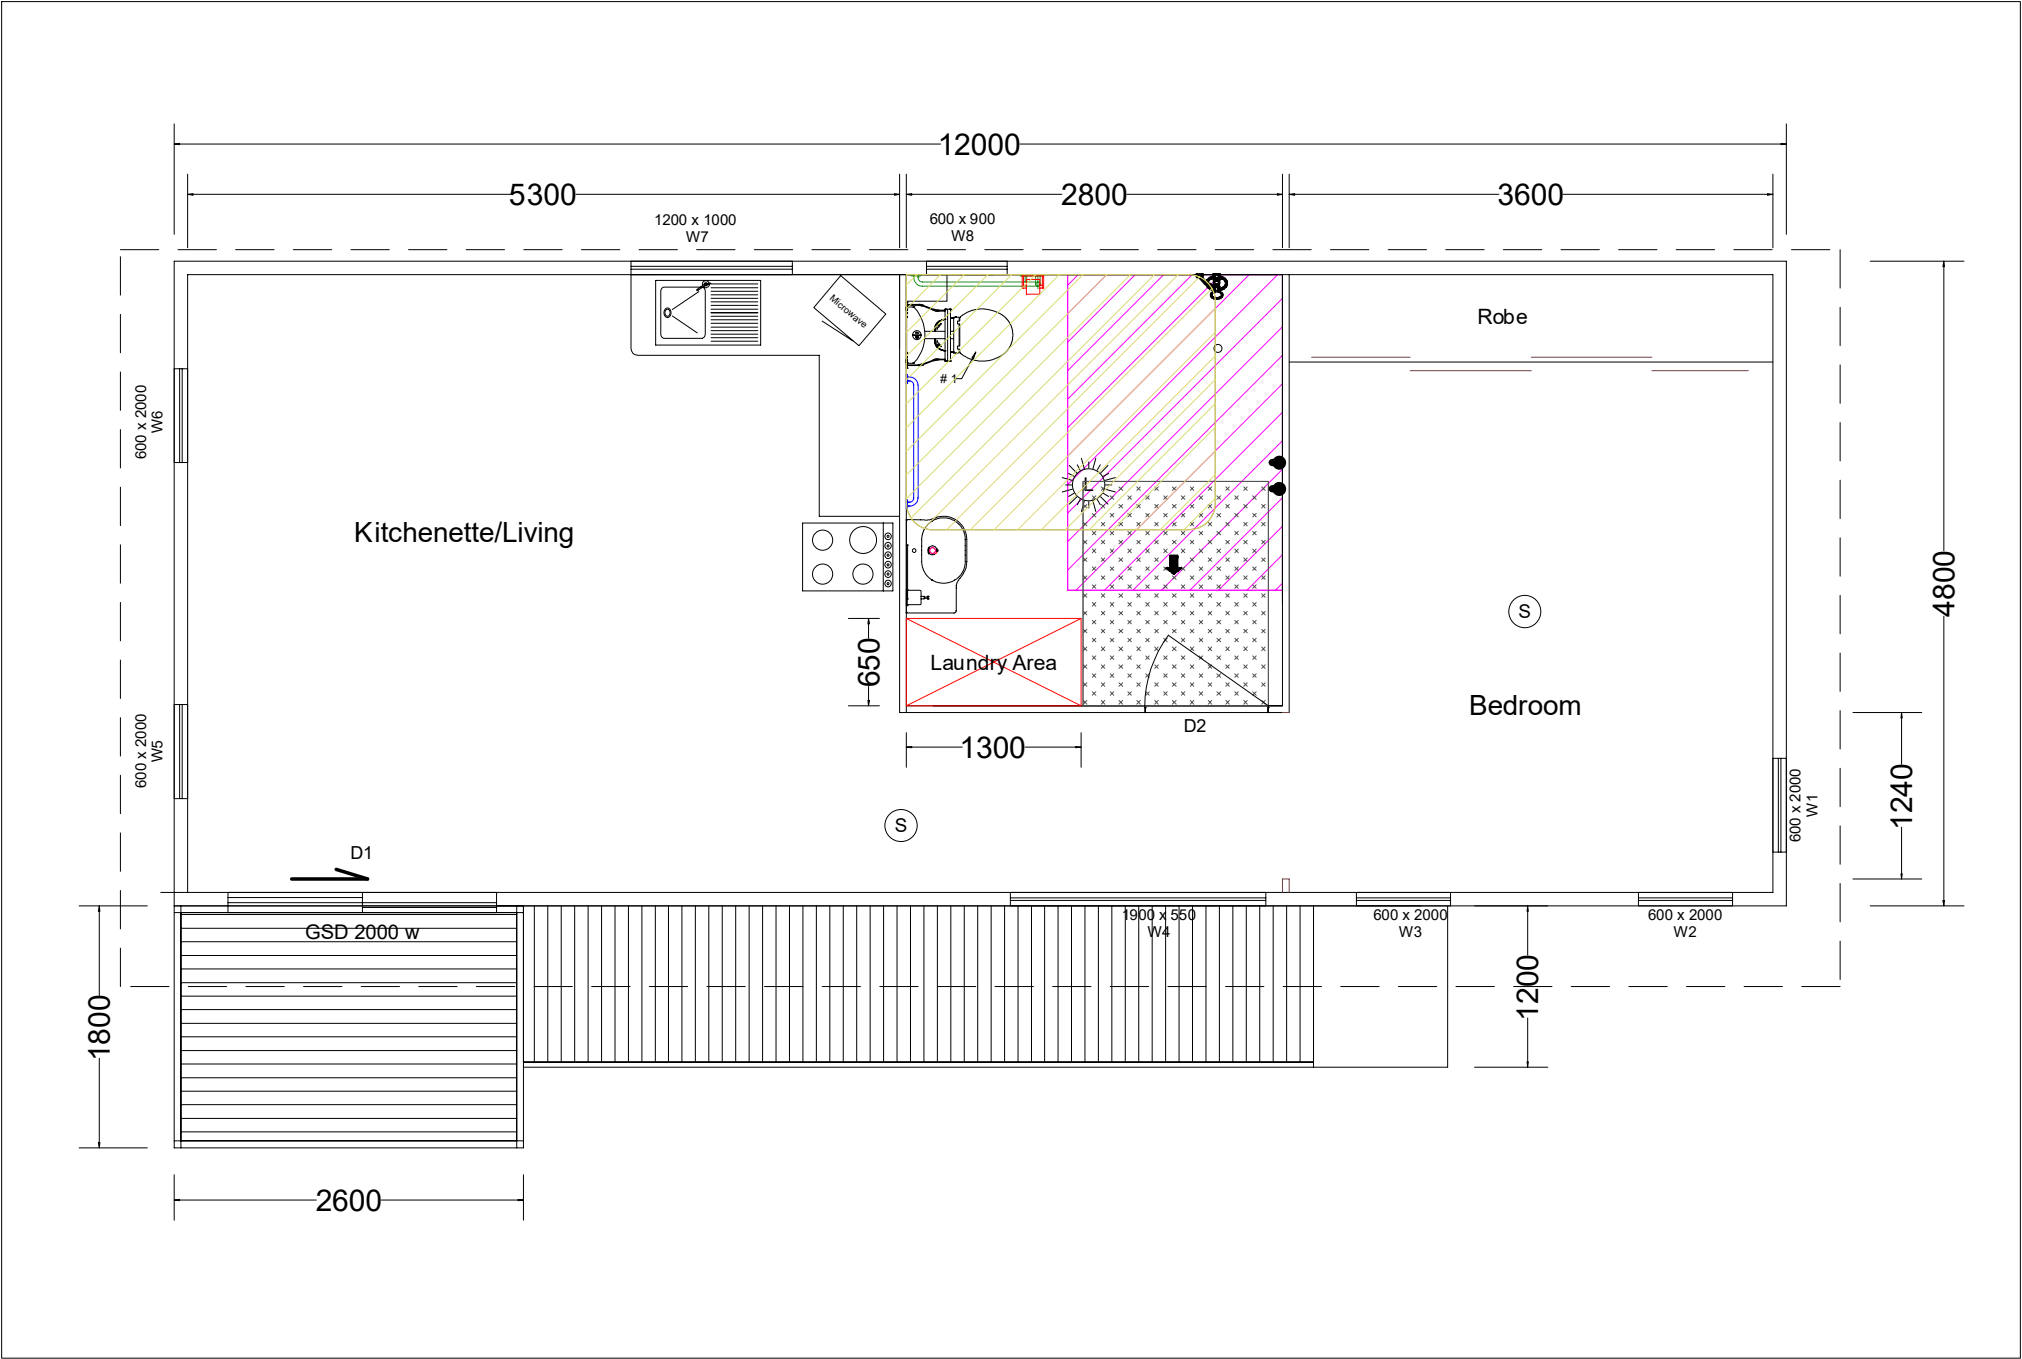 12000
5300
2800
3600
1200 x 1000
W7
600 x 900
W8
Microwave
Robe
# 1
600 x 2000
W6
Kitchenette/Living
L
4800
S
650
Laundry Area
Bedroom
D2
1300
600 x 2000
W5
1240
600 x 2000
W1
S
D1
GSD 2000 w
1900 x 550
W4
600 x 2000
W3
600 x 2000
W2
1200
1800
2600